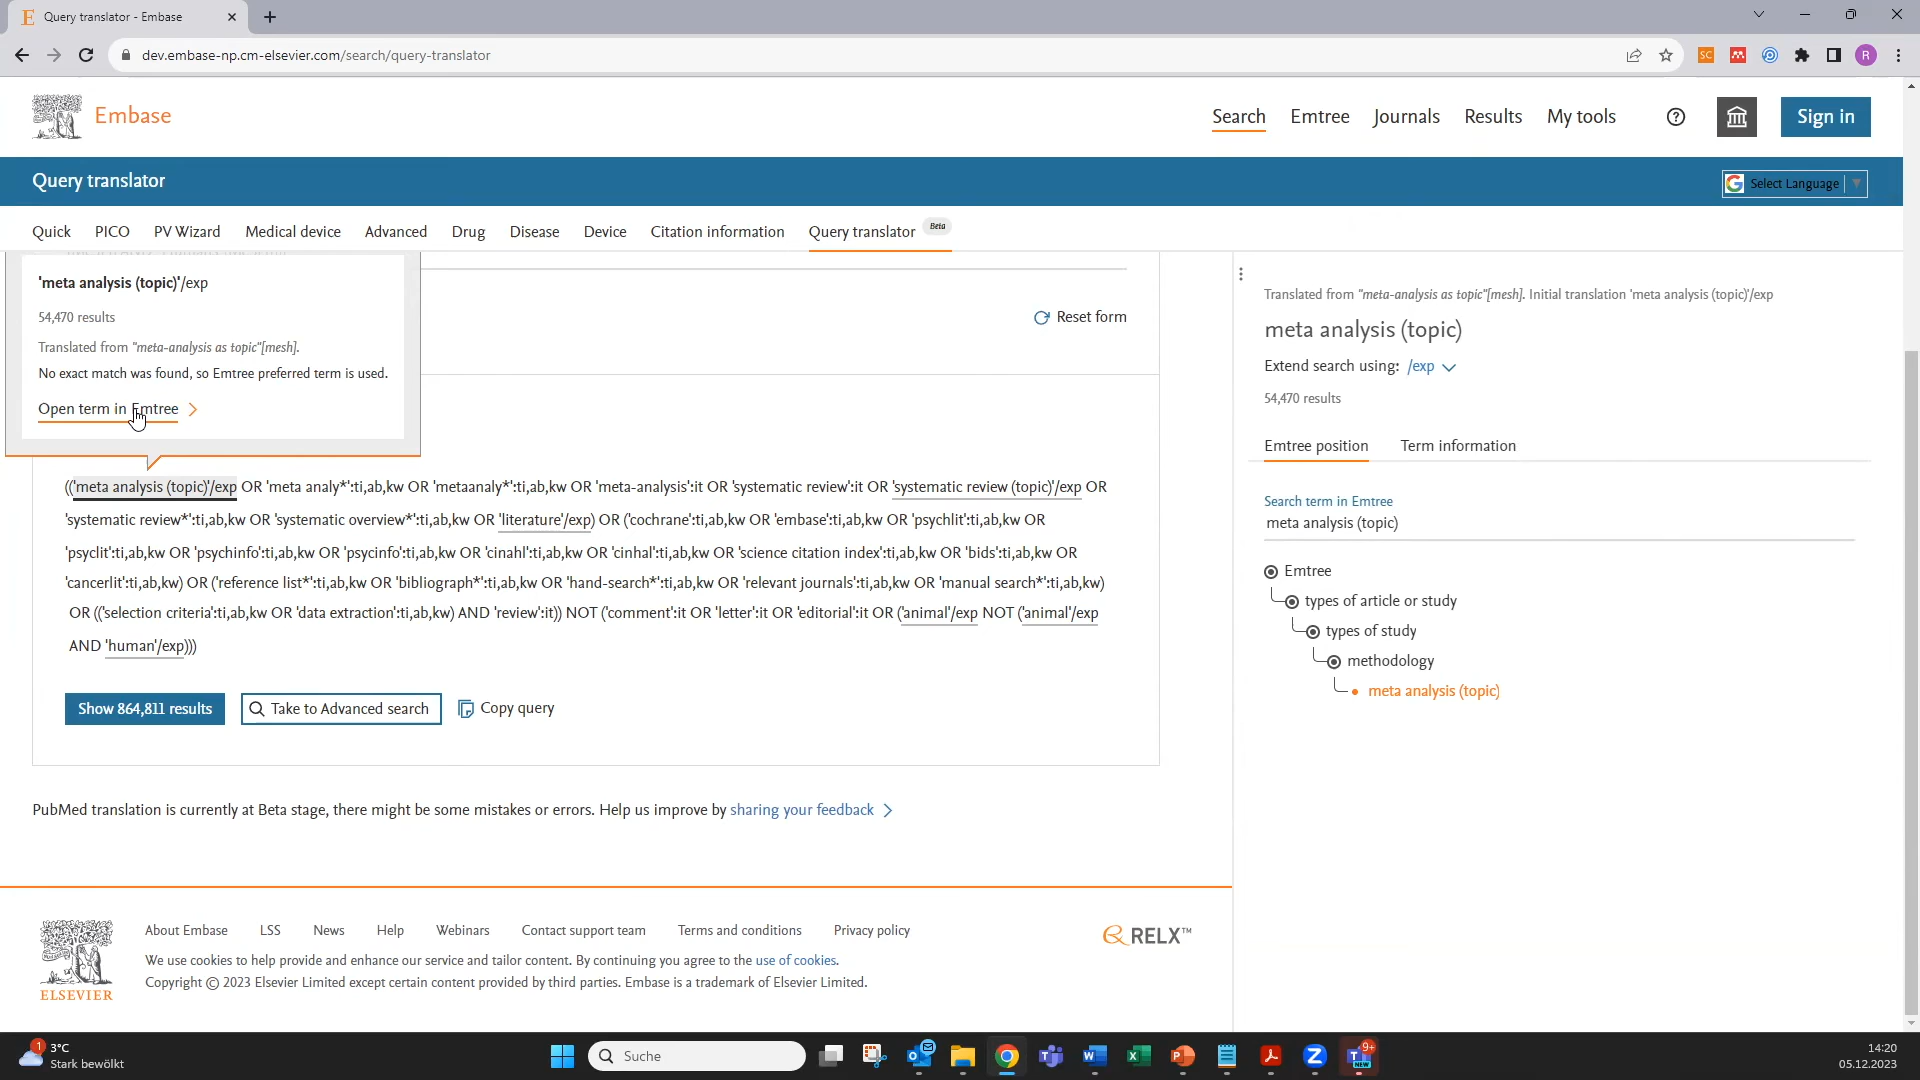 Query translator - Embase
dev.embase-np.cm-elsevier.com/search/query-translator
SC
R
Embase
Search Emtree Journals Results My tools
Sign in
Query translator
Select Language
Quick PICO PV Wizard Medical device Advanced Drug Disease Device Citation information Query translator Beta
'meta analysis (topic)'/exp
54,470 results
Translated from "meta-analysis as topic"[mesh].
No exact match was found, so Emtree preferred term is used.
Open term in Emtree
Reset form
(('meta analysis (topic)'/exp OR 'meta analy*':ti,ab,kw OR 'metaanaly*':ti,ab,kw OR 'meta-analysis':it OR 'systematic review':it OR 'systematic review (topic)'/exp OR
'systematic review*':ti,ab,kw OR 'systematic overview*':ti,ab,kw OR 'literature'/exp) OR ('cochrane':ti,ab,kw OR 'embase':ti,ab,kw OR 'psychlit':ti,ab,kw OR
'psyclit':ti,ab,kw OR 'psychinfo':ti,ab,kw OR 'psycinfo':ti,ab,kw OR 'cinahl':ti,ab,kw OR 'cinhal':ti,ab,kw OR 'science citation index':ti,ab,kw OR 'bids':ti,ab,kw OR
'cancerlit':ti,ab,kw) OR ('reference list*':ti,ab,kw OR 'bibliograph*':ti,ab,kw OR 'hand-search*':ti,ab,kw OR 'relevant journals':ti,ab,kw OR 'manual search*':ti,ab,kw)
OR (('selection criteria':ti,ab,kw OR 'data extraction':ti,ab,kw) AND 'review':it)) NOT ('comment':it OR 'letter':it OR 'editorial':it OR ('animal'/exp NOT ('animal'/exp
AND 'human'/exp)))
Show 864,811 results
Take to Advanced search
Copy query
PubMed translation is currently at Beta stage, there might be some mistakes or errors. Help us improve by sharing your feedback
Translated from "meta-analysis as topic"[mesh]. Initial translation 'meta analysis (topic)'/exp
meta analysis (topic)
Extend search using: /exp
54,470 results
Emtree position Term information
Search term in Emtree
meta analysis (topic)
Emtree
types of article or study
types of study
methodology
meta analysis (topic)
ELSEVIER
About Embase LSS News Help Webinars Contact support team Terms and conditions Privacy policy
We use cookies to help provide and enhance our service and tailor content. By continuing you agree to the use of cookies.
Copyright © 2023 Elsevier Limited except certain content provided by third parties. Embase is a trademark of Elsevier Limited.
RELX™
1
3°C
Stark bewölkt
Suche
9+
NEW
14:20
05.12.2023